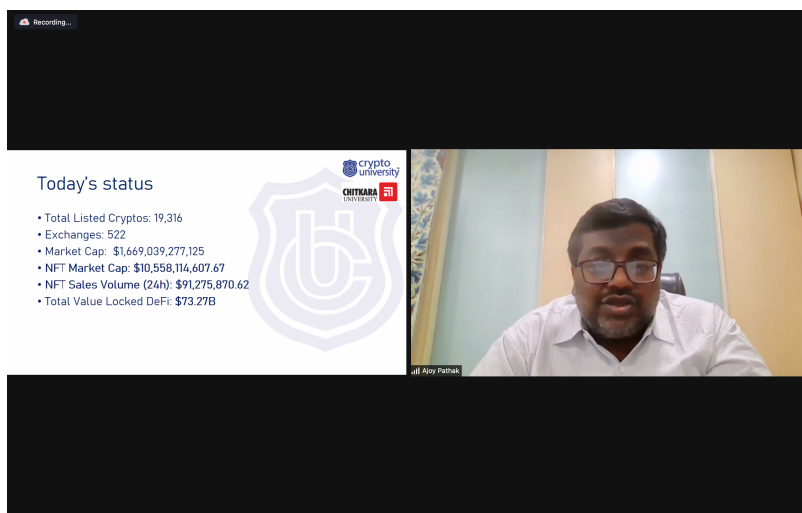 Recording...
crypto
university
CHITKARA
UNIVERSITY
Today's status
• Total Listed Cryptos: 19,316
• Exchanges: 522
• Market Cap: $1,669,039,277,125
• NFT Market Cap: $10,558,114,607.67
• NFT Sales Volume (24h): $91,275,870.62
• Total Value Locked DeFi: $73.27B
Ajoy Pathak